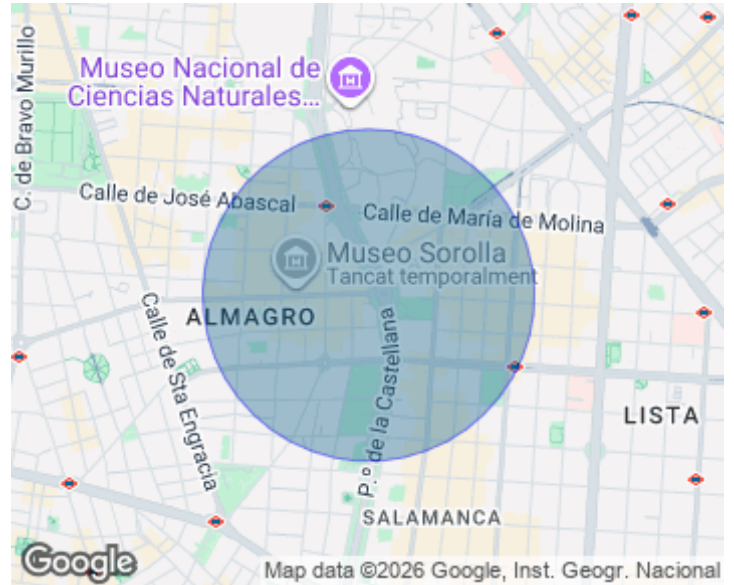 Museo Nacional de
Ciencias Naturales...
C. de Bravo Murillo
Calle de José Abascal
Calle de María de Molina
Museo Sorolla
Tancat temporalment
ALMAGRO
Calle de Sta Engracia
P.º de la Castellana
LISTA
SALAMANCA
Google
Map data ©2026 Google, Inst. Geogr. Nacional